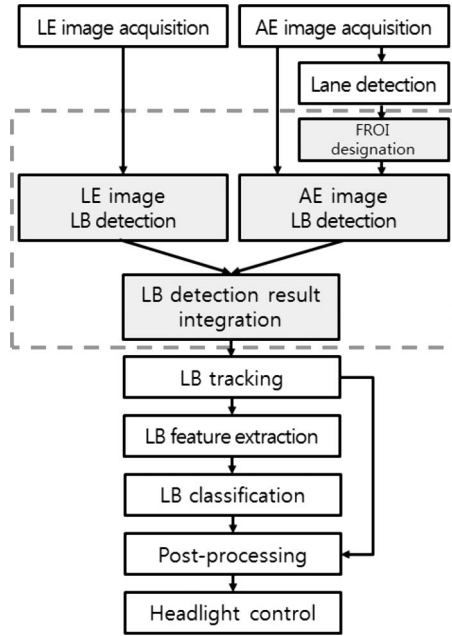 LE image acquisition
AE image acquisition
Lane detection
FROI
designation
LE image
LB detection
AE image
LB detection
LB detection result
integration
LB tracking
LB feature extraction
LB classification
Post-processing
Headlight control